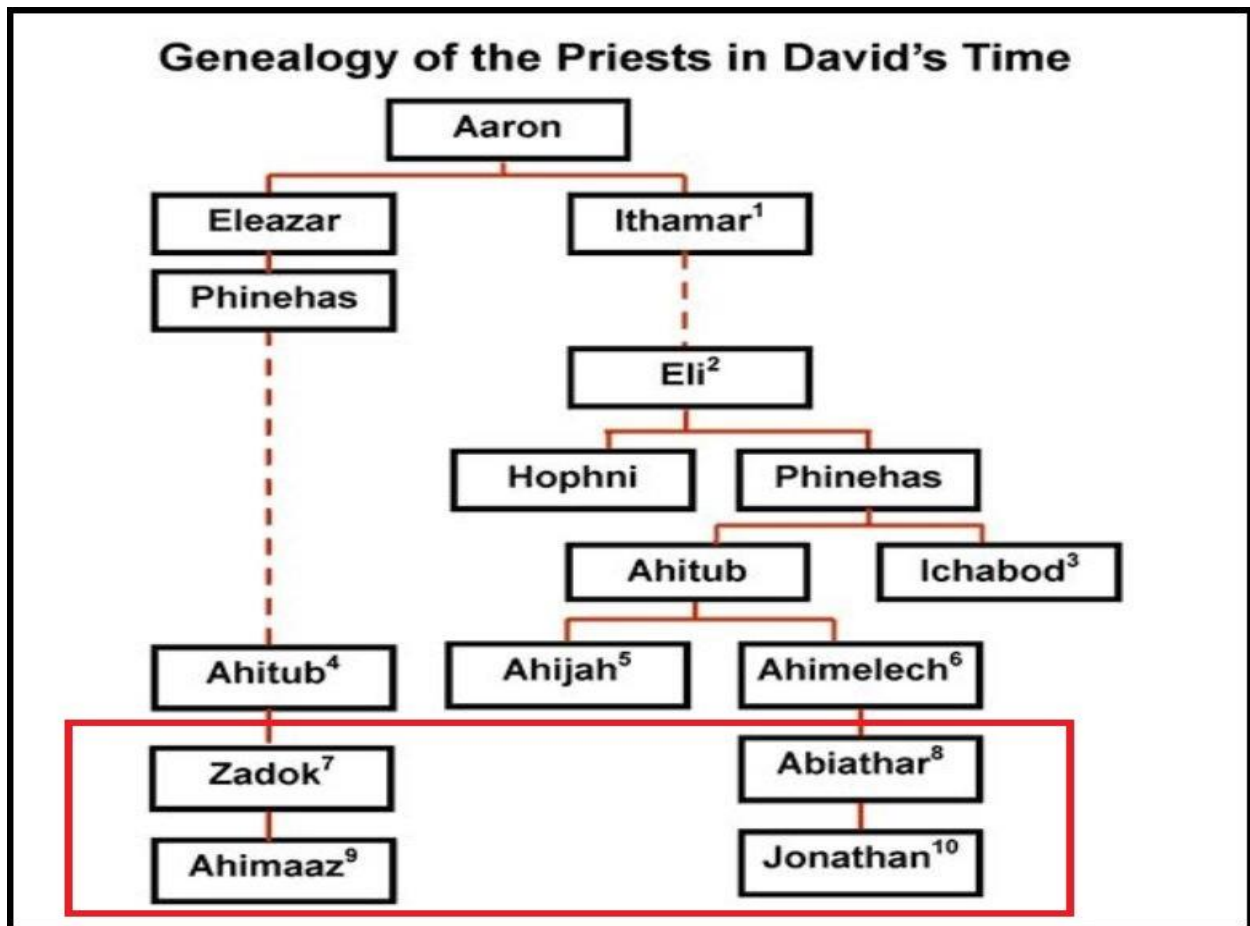 Genealogy of the Priests in David's Time
Aaron
Eleazar
Ithamar¹
Phinehas
Eli²
Hophni
Phinehas
Ahitub
Ichabod³
Ahitub⁴
Ahijah⁵
Ahimelech⁶
Zadok⁷
Abiathar⁸
Ahimaaz⁹
Jonathan¹⁰